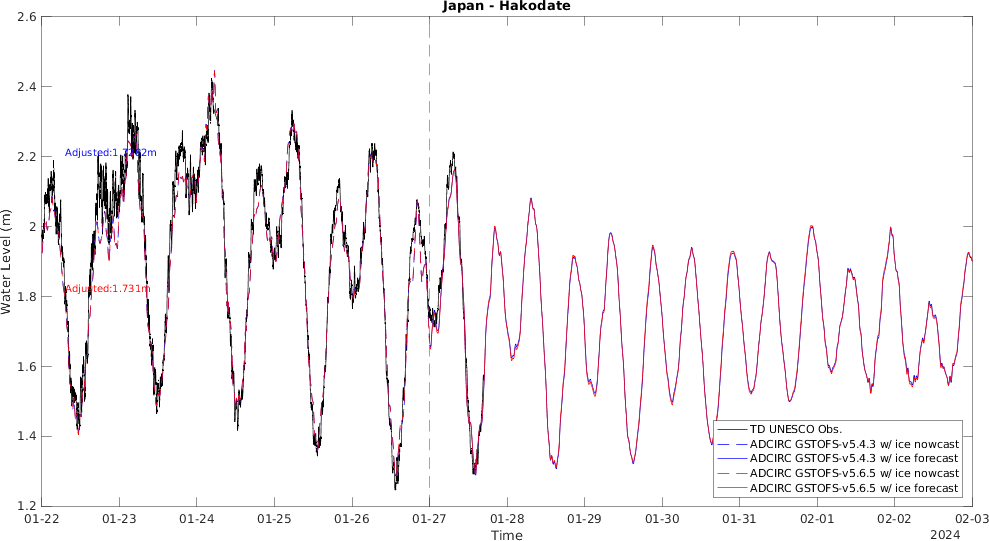 Japan - Hakodate
2.6
2.4
2.2
2
1.8
1.6
1.4
1.2
Water Level (m)
Adjusted:1.7262m
Adjusted:1.731m
TD UNESCO Obs.
ADCIRC GSTOFS-v5.4.3 w/ ice nowcast
ADCIRC GSTOFS-v5.4.3 w/ ice forecast
ADCIRC GSTOFS-v5.6.5 w/ ice nowcast
ADCIRC GSTOFS-v5.6.5 w/ ice forecast
01-22 01-23 01-24 01-25 01-26 01-27 01-28 01-29 01-30 01-31 02-01 02-02 02-03
Time
2024